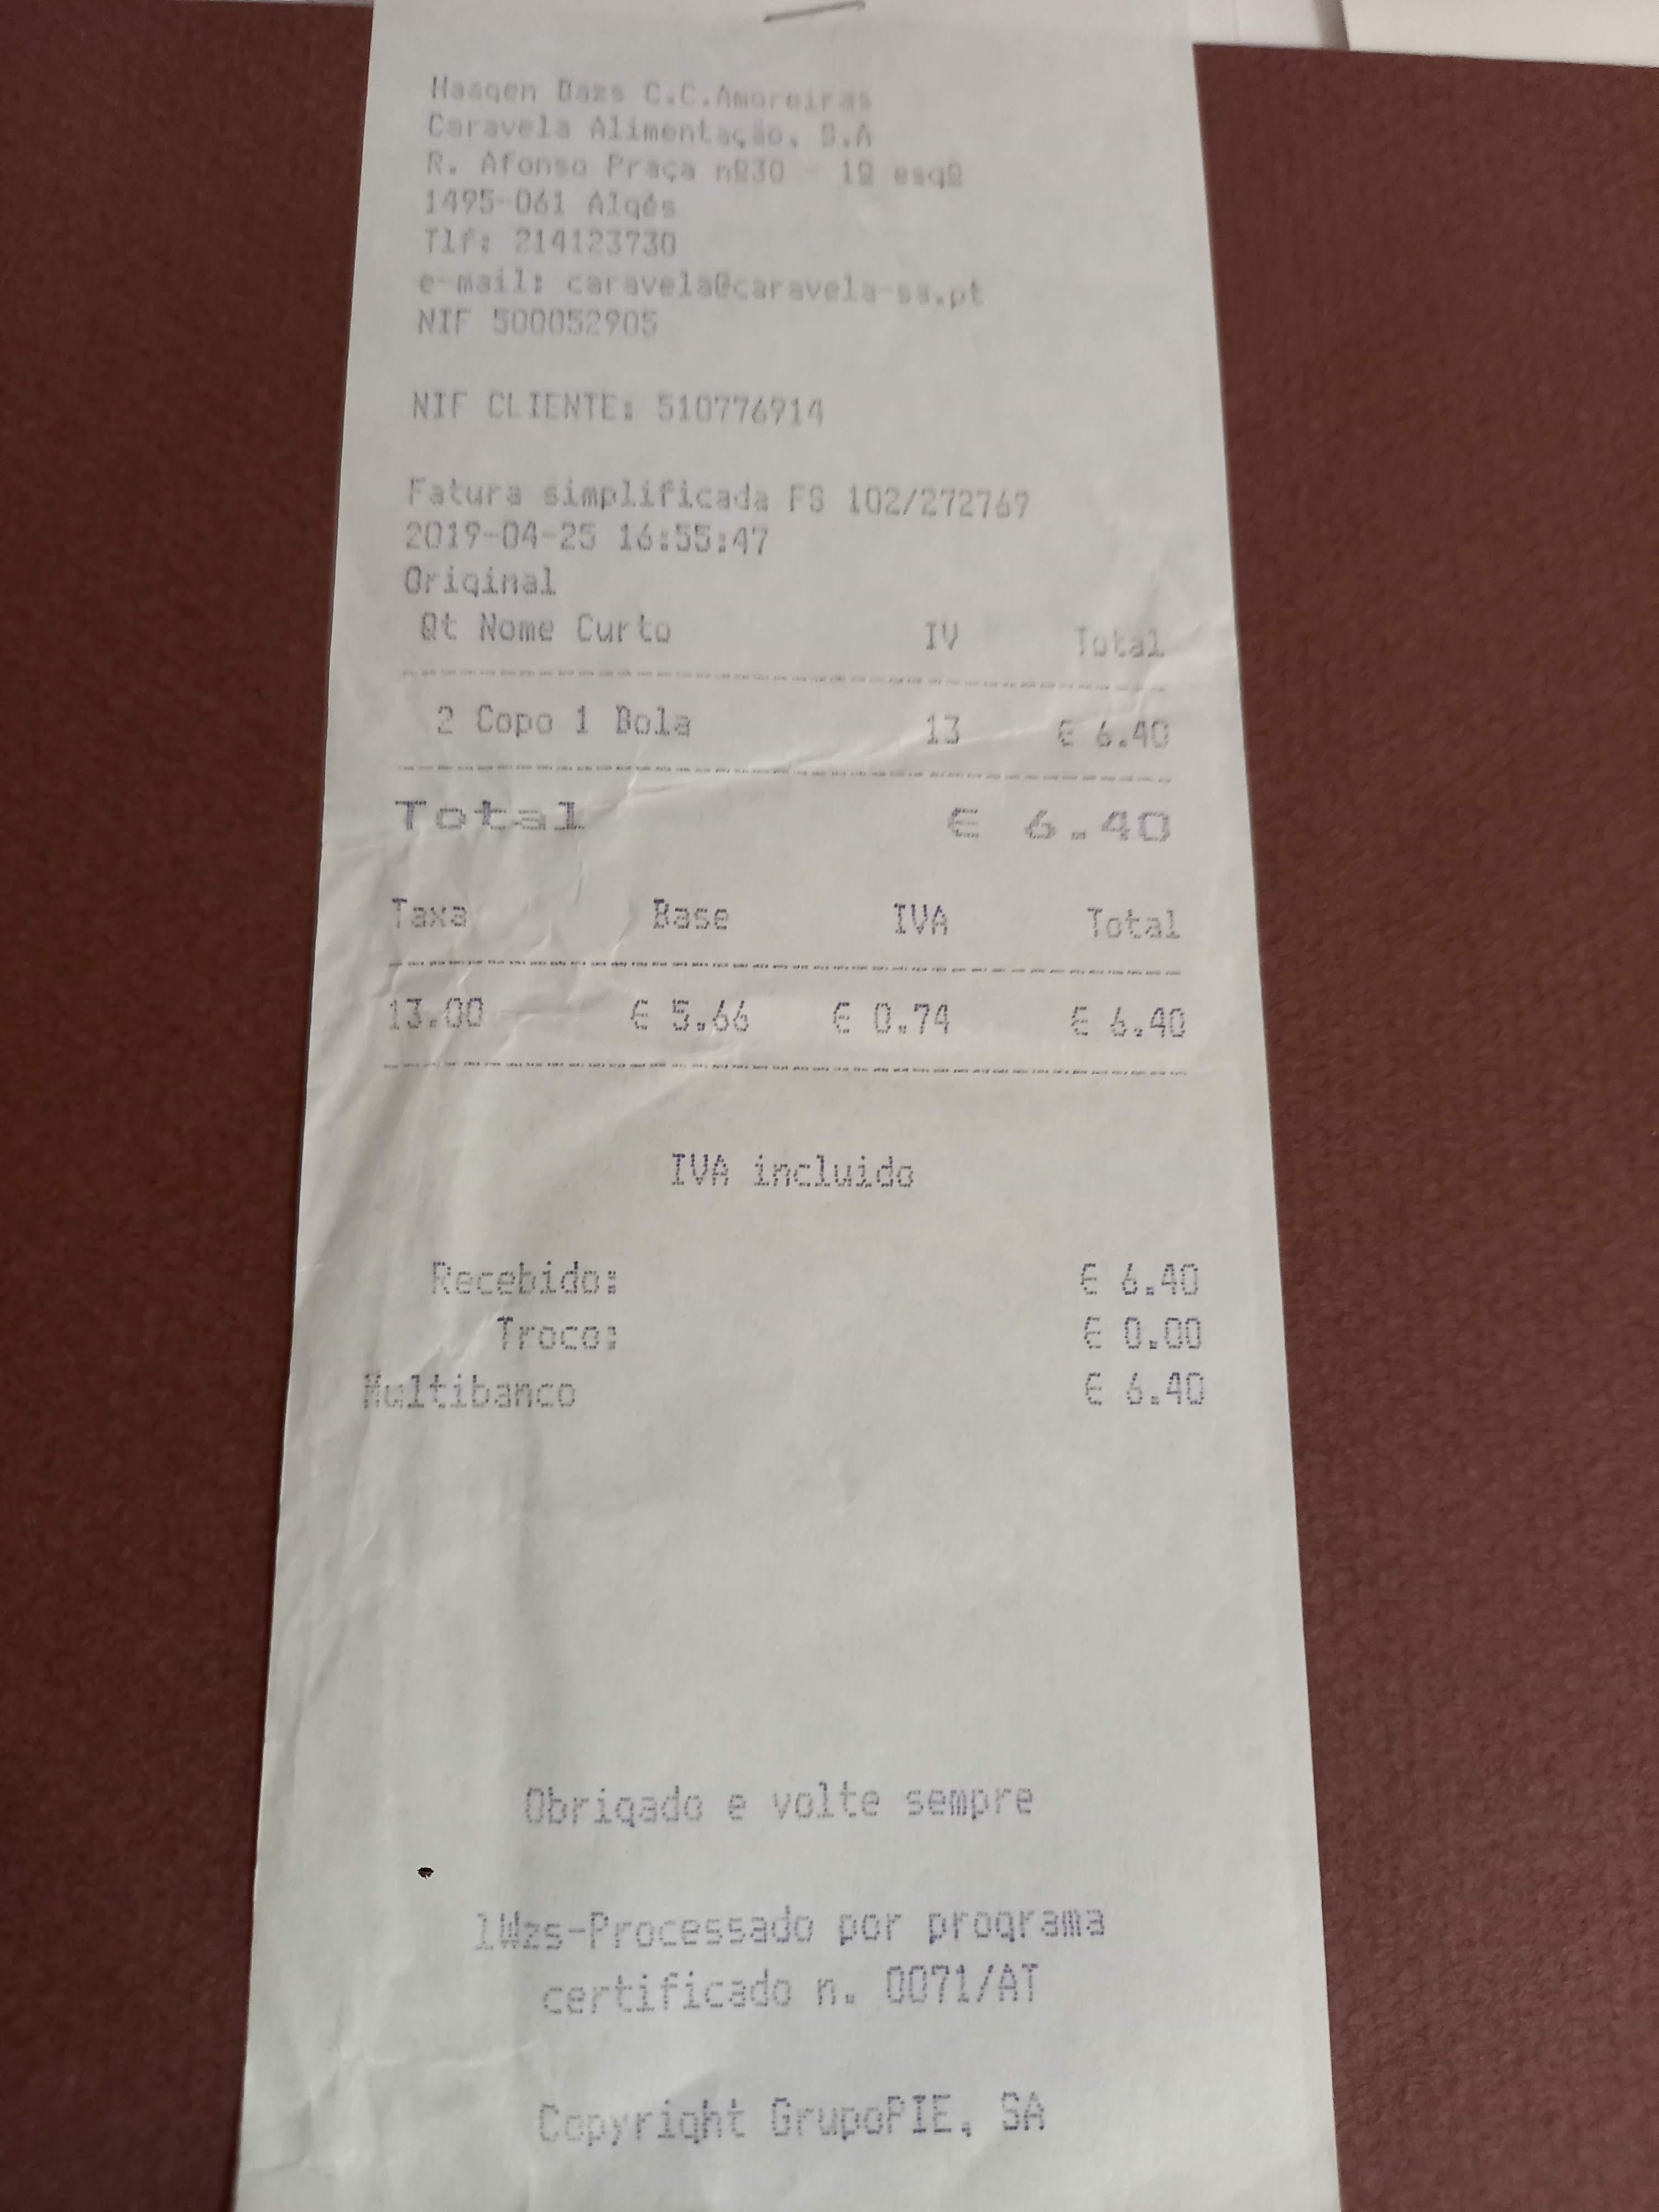 Haagen Dazs C.C.Amoreiras
Caravela Alimentação, S.A
R. Afonso Praça nº30 - 1º esqº
1495-061 Algés
Tlf: 214123730
e-mail: caravela@caravela-sa.pt
NIF 500052905
NIF CLIENTE: 510776914
Fatura simplificada FS 102/272769
2019-04-25 16:55:47
Original
Qt Nome Curto IV Total
2 Copo 1 Bola 13 € 6.40
Total € 6.40
Taxa Base IVA Total
13.00 € 5.66 € 0.74 € 6.40
IVA incluido
Recebido: € 6.40
Troco: € 0.00
Multibanco € 6.40
Obrigado e volte sempre
lWzs-Processado por programa
certificado n. 0071/AT
Copyright GrupoPIE, SA